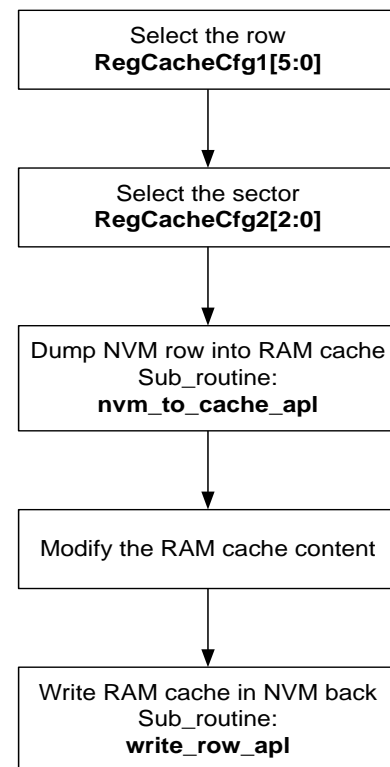 Select the row
RegCacheCfg1[5:0]
Select the sector
RegCacheCfg2[2:0]
Dump NVM row into RAM cache
Sub_routine:
nvm_to_cache_apl
Modify the RAM cache content
Write RAM cache in NVM back
Sub_routine:
write_row_apl